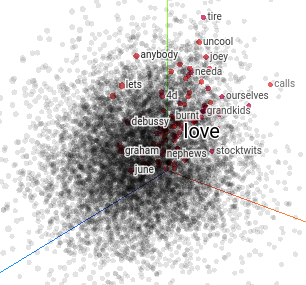 tire
uncool
anybody
joey
needa
lets
calls
4d
ourselves
burnt
grandkids
debussy
love
graham
nephews
stocktwits
june